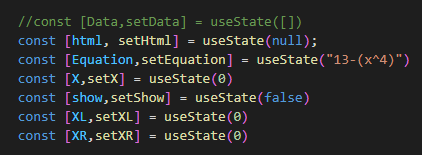 //const [Data,setData] = useState([])
const [html, setHtml] = useState(null);
const [Equation,setEquation] = useState("13-(x^4)")
const [X,setX] = useState(0)
const [show,setShow] = useState(false)
const [XL,setXL] = useState(0)
const [XR,setXR] = useState(0)